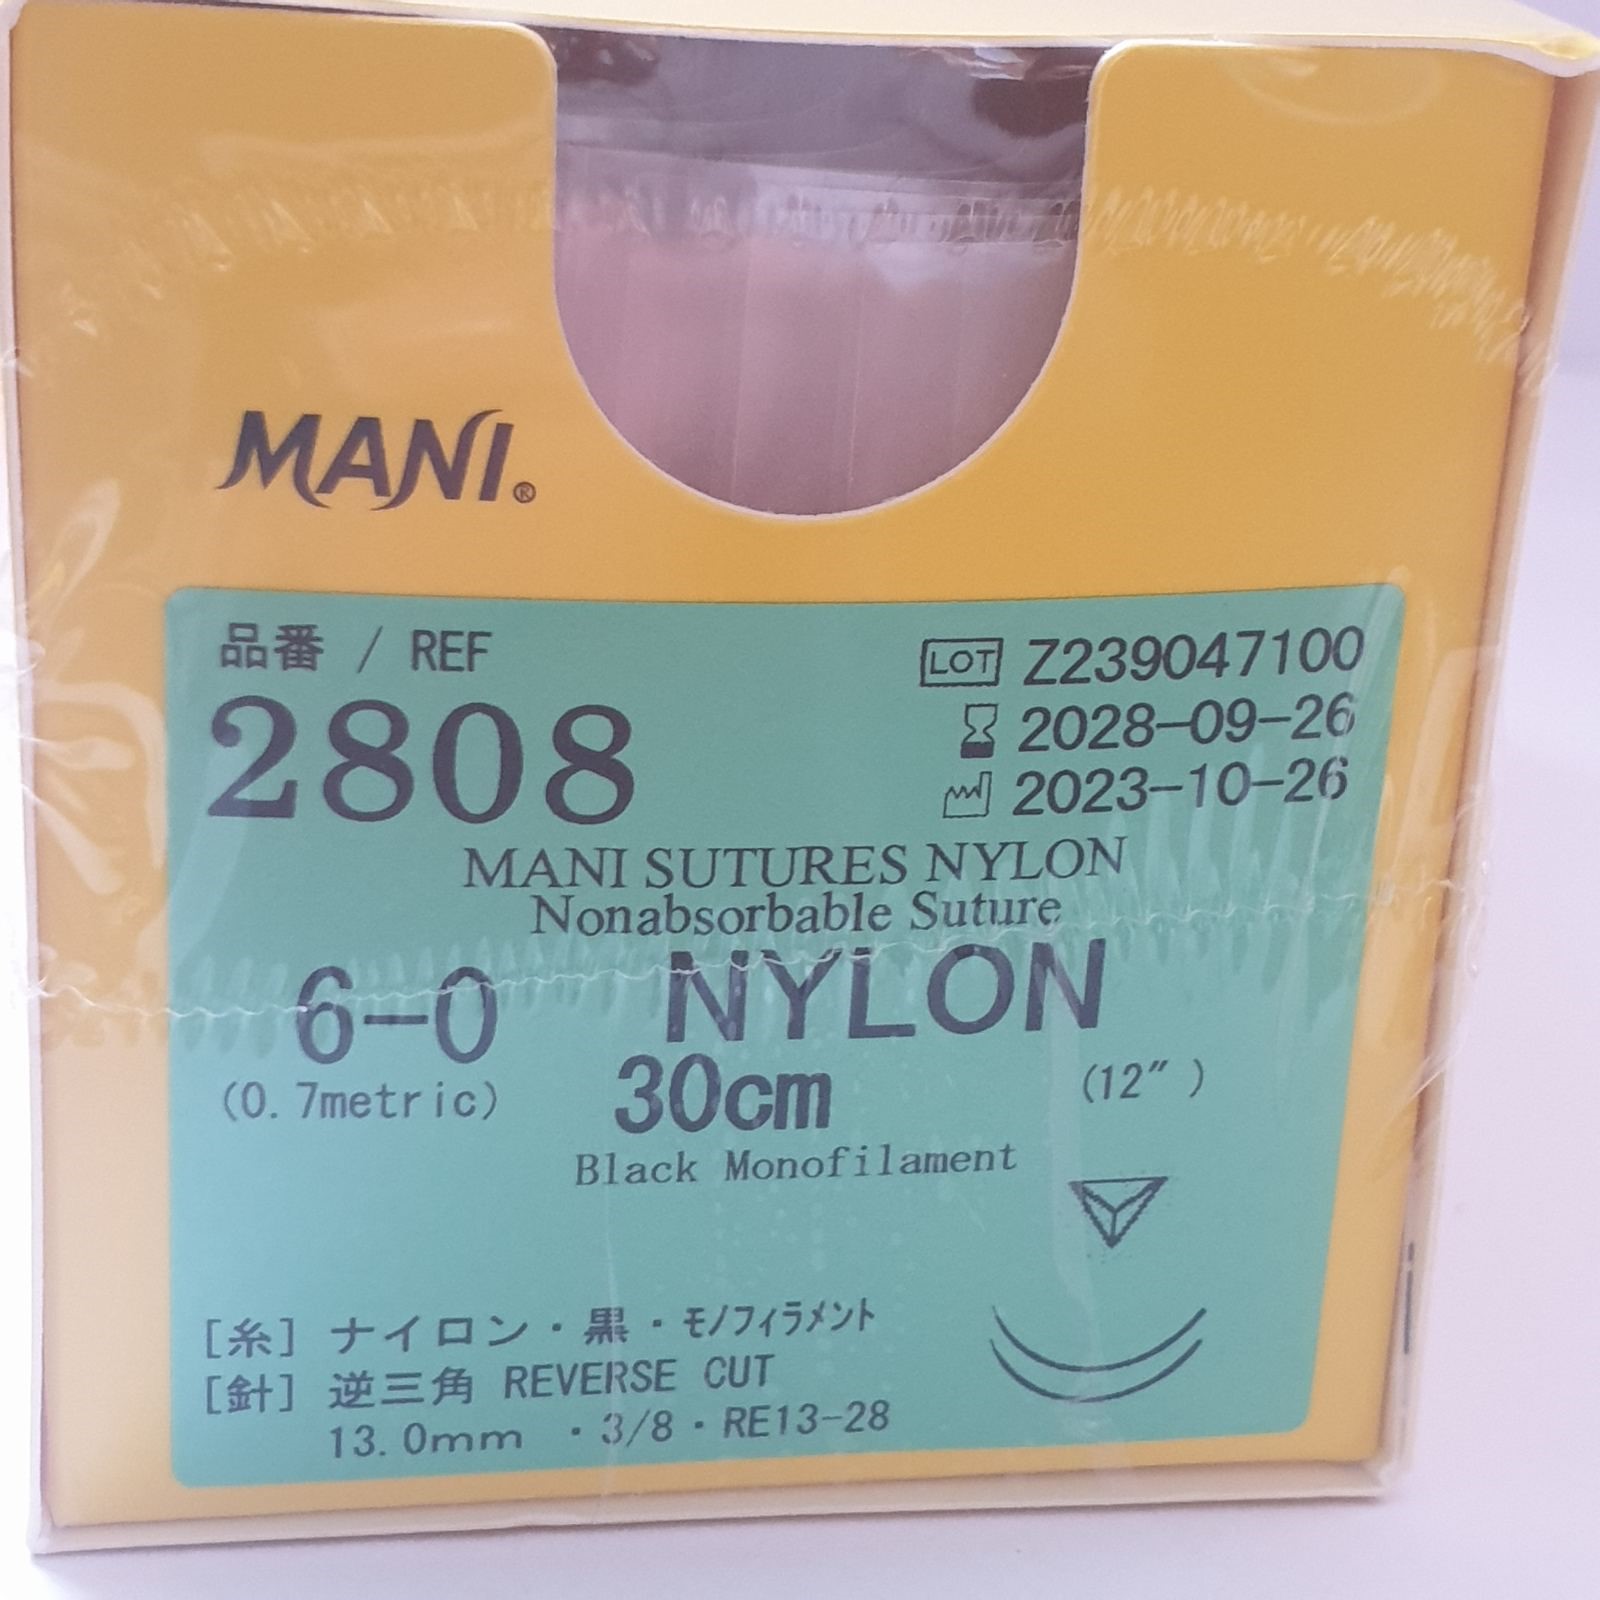 MANI®
品番 / REF
2808
LOT Z239047100
2028-09-26
2023-10-26
MANI SUTURES NYLON
Nonabsorbable Suture
6-0 NYLON
(0.7metric) 30cm (12″ )
Black Monofilament
[糸] ナイロン・黒・モノフィラメント
[針] 逆三角 REVERSE CUT
13.0mm ・3/8・RE13-28